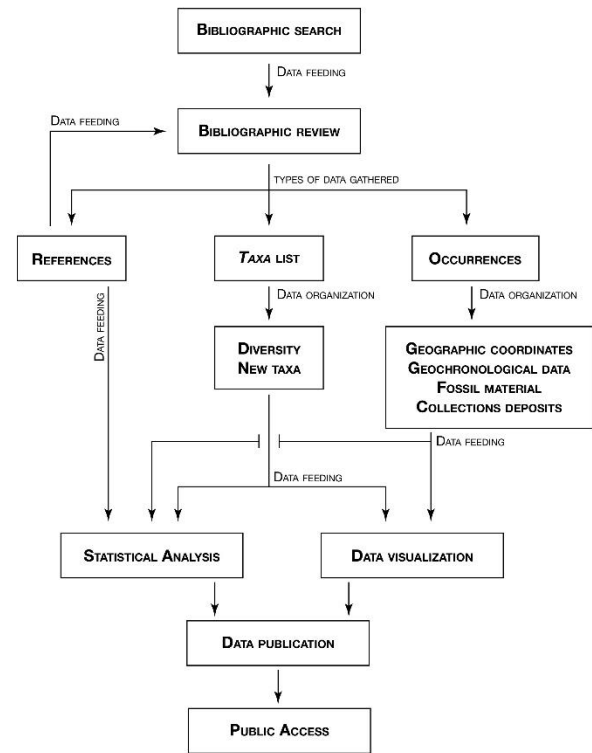 BIBLIOGRAPHIC SEARCH
DATA FEEDING
DATA FEEDING
BIBLIOGRAPHIC REVIEW
TYPES OF DATA GATHERED
REFERENCES
TAXA LIST
OCCURRENCES
DATA FEEDING
DATA ORGANIZATION
DATA ORGANIZATION
DIVERSITY
NEW TAXA
GEOGRAPHIC COORDINATES
GEOCHRONOLOGICAL DATA
FOSSIL MATERIAL
COLLECTIONS DEPOSITS
DATA FEEDING
DATA FEEDING
STATISTICAL ANALYSIS
DATA VISUALIZATION
DATA PUBLICATION
PUBLIC ACCESS